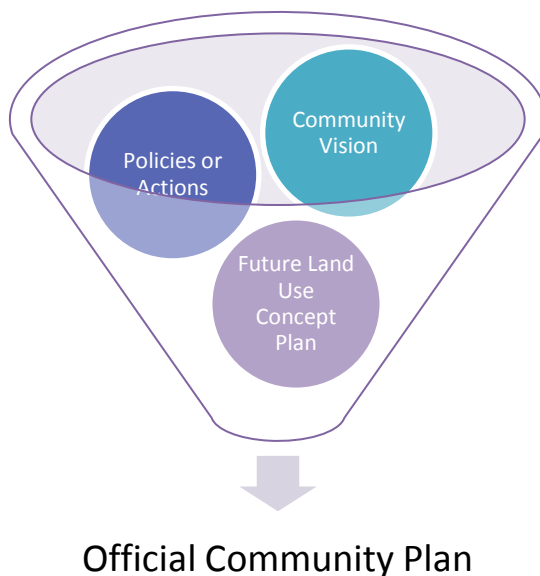 Community
Vision
Policies or
Actions
Future Land
Use
Concept
Plan
Official Community Plan